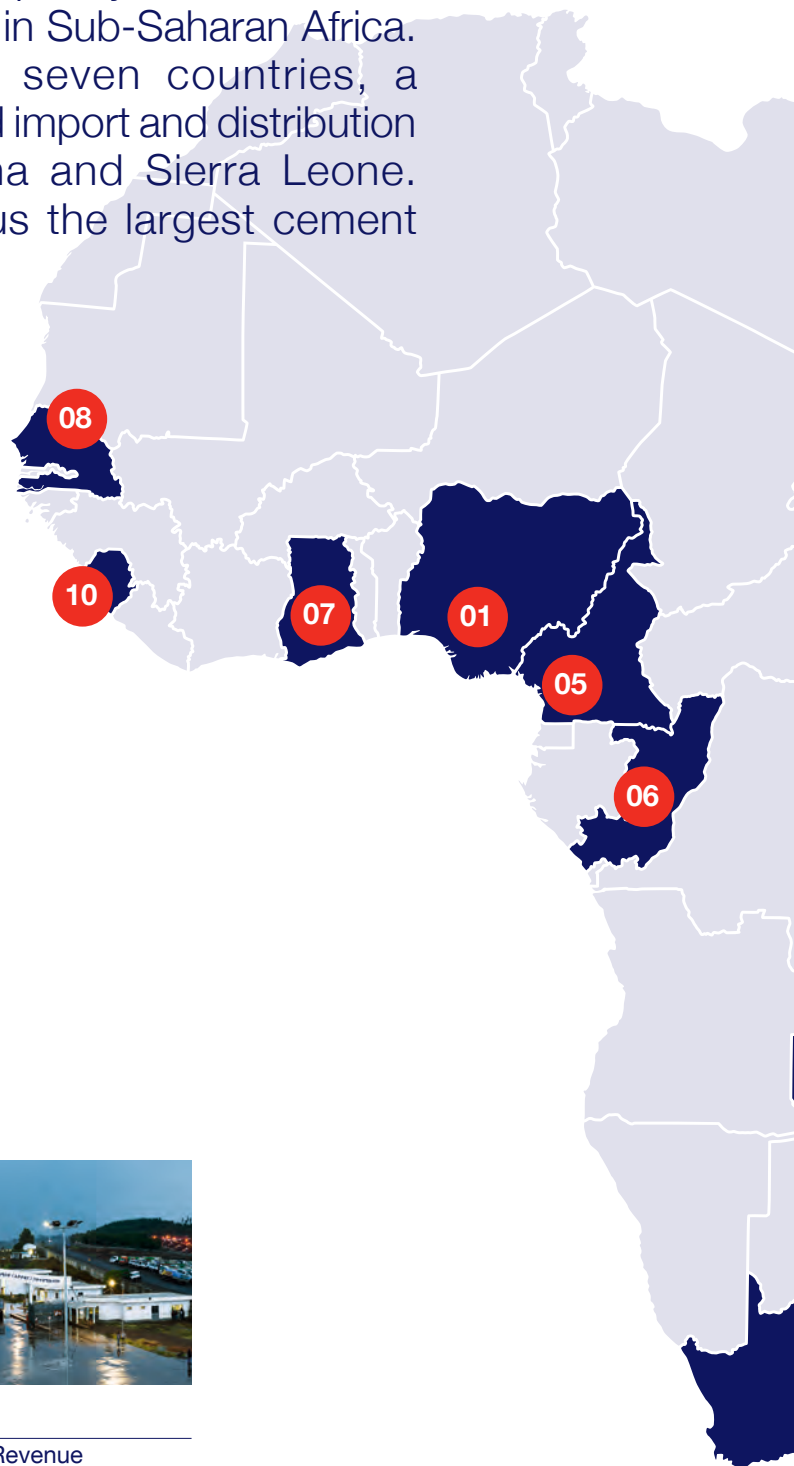 in Sub-Saharan Africa.
seven countries, a
import and distribution
and Sierra Leone.
the largest cement
08
10
07
01
05
06
Revenue